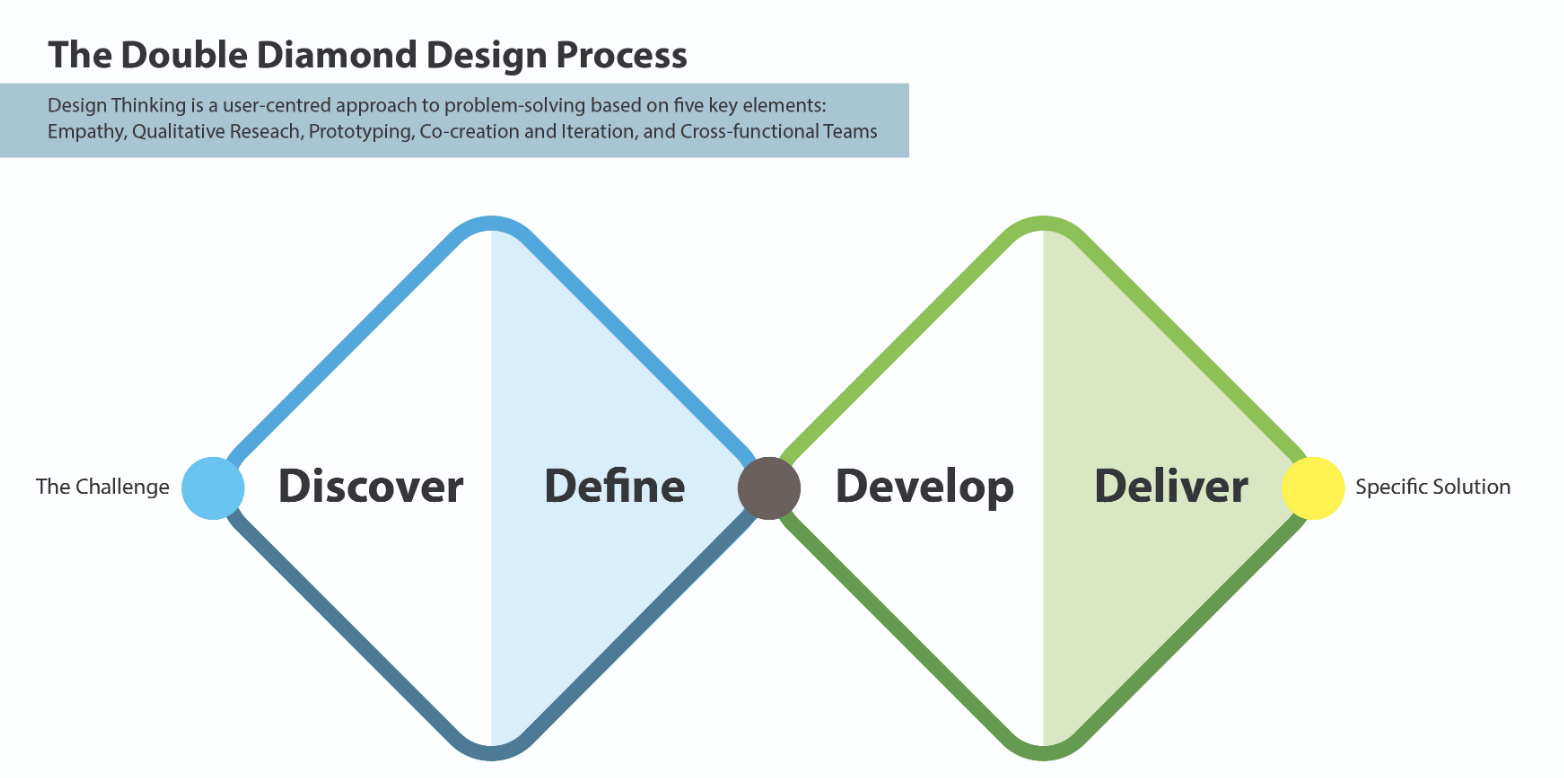 The Double Diamond Design Process
Design Thinking is a user-centred approach to problem-solving based on five key elements:
Empathy, Qualitative Reseach, Prototyping, Co-creation and Iteration, and Cross-functional Teams
The Challenge
Discover
Define
Develop
Deliver
Specific Solution